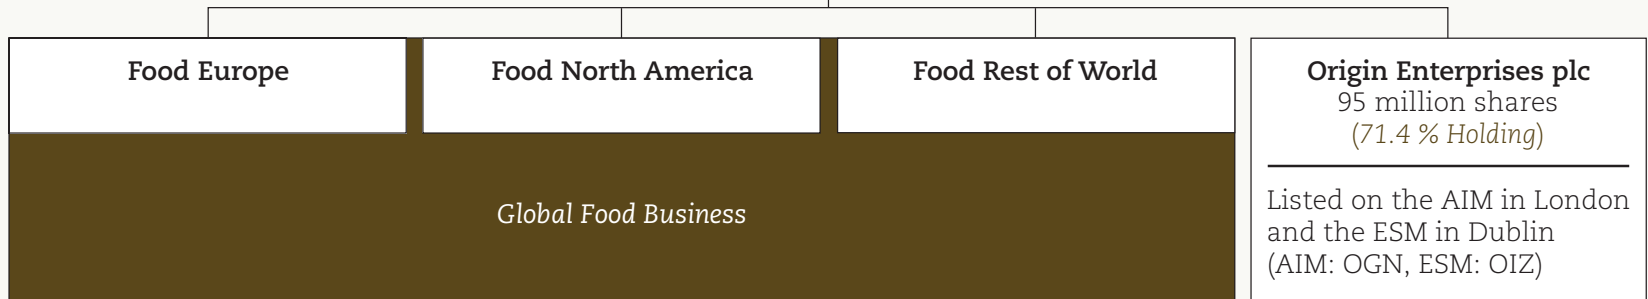 Food Europe
Food North America
Food Rest of World
Global Food Business
Origin Enterprises plc
95 million shares
(71.4 % Holding)
Listed on the AIM in London
and the ESM in Dublin
(AIM: OGN, ESM: OIZ)